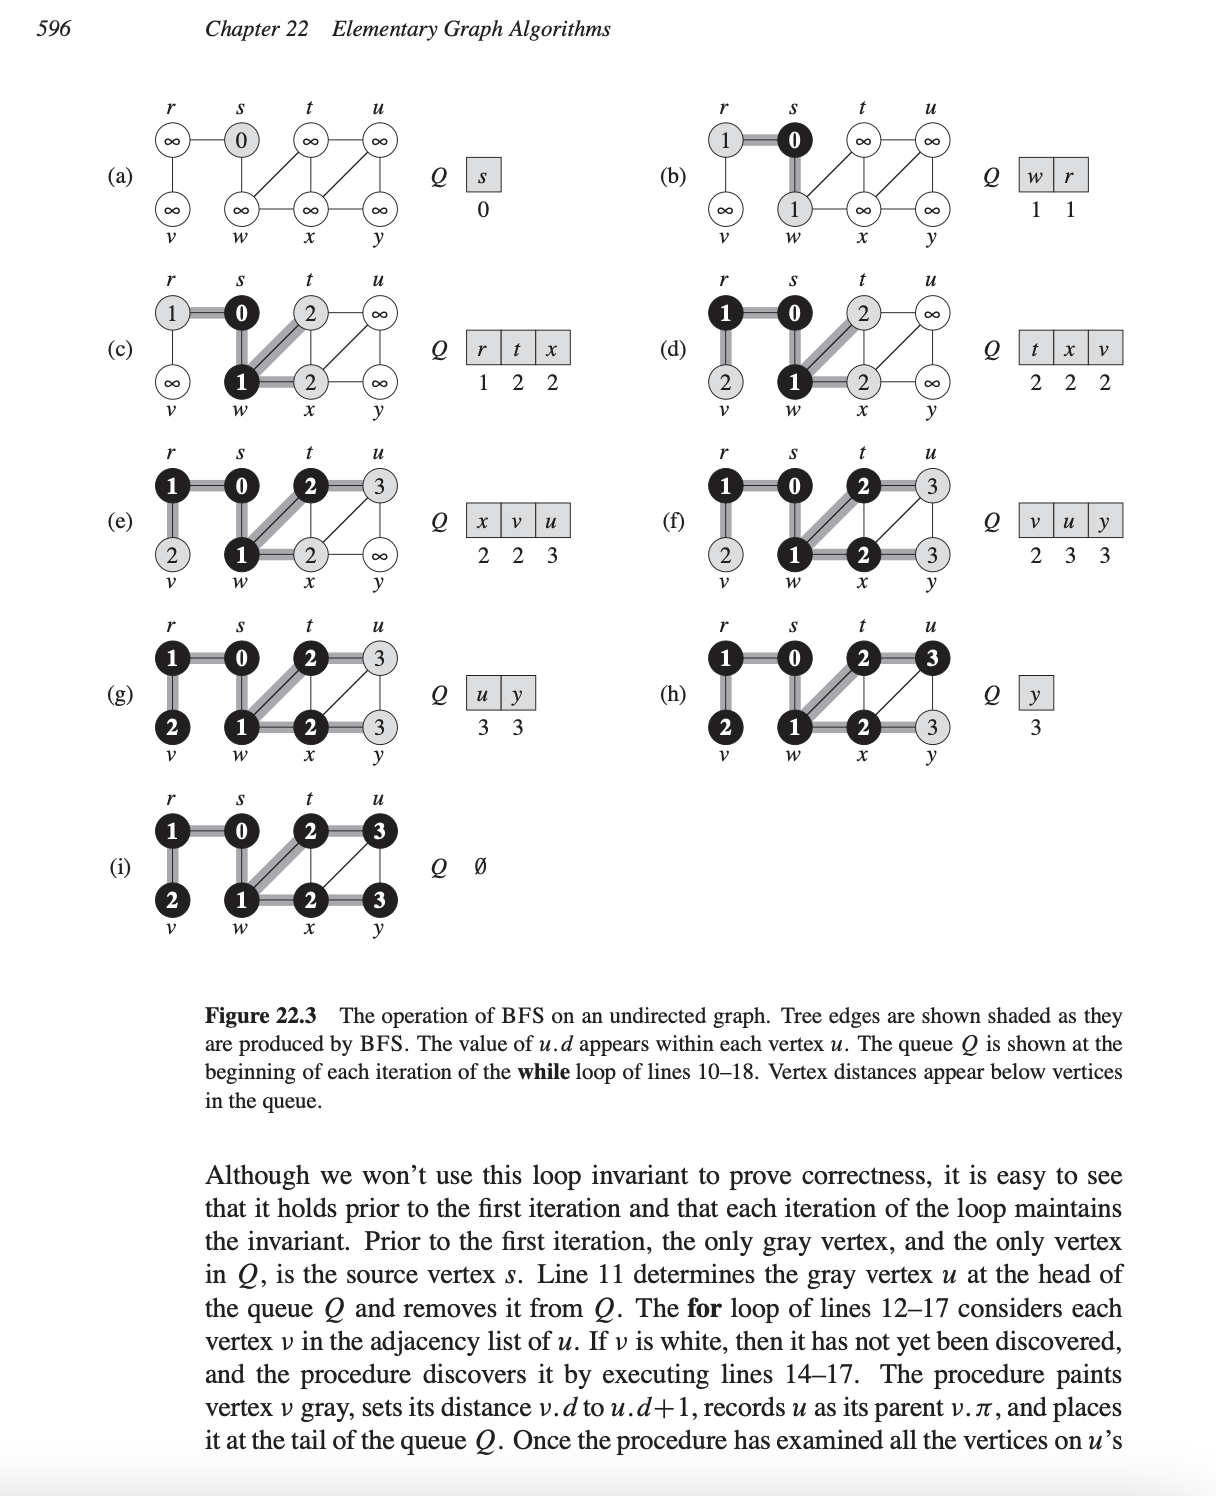 596 Chapter 22 Elementary Graph Algorithms
r s t u
∞ 0 ∞ ∞
(a) Q s
0
∞ ∞ ∞ ∞
v w x y
r s t u
1 0 ∞ ∞
(b) Q w r
1 1
∞ 1 ∞ ∞
v w x y
r s t u
1 0 2 ∞
(c) Q r t x
1 2 2
∞ 1 2 ∞
v w x y
r s t u
1 0 2 ∞
(d) Q t x v
2 2 2
2 1 2 ∞
v w x y
r s t u
1 0 2 3
(e) Q x v u
2 2 3
2 1 2 ∞
v w x y
r s t u
1 0 2 3
(f) Q v u y
2 3 3
2 1 2 3
v w x y
r s t u
1 0 2 3
(g) Q u y
3 3
2 1 2 3
v w x y
r s t u
1 0 2 3
(h) Q y
3
2 1 2 3
v w x y
r s t u
1 0 2 3
(i) Q ∅
2 1 2 3
v w x y
Figure 22.3 The operation of BFS on an undirected graph. Tree edges are shown shaded as they
are produced by BFS. The value of u.d appears within each vertex u. The queue Q is shown at the
beginning of each iteration of the while loop of lines 10–18. Vertex distances appear below vertices
in the queue.
Although we won’t use this loop invariant to prove correctness, it is easy to see
that it holds prior to the first iteration and that each iteration of the loop maintains
the invariant. Prior to the first iteration, the only gray vertex, and the only vertex
in Q, is the source vertex s. Line 11 determines the gray vertex u at the head of
the queue Q and removes it from Q. The for loop of lines 12–17 considers each
vertex v in the adjacency list of u. If v is white, then it has not yet been discovered,
and the procedure discovers it by executing lines 14–17. The procedure paints
vertex v gray, sets its distance v.d to u.d+1, records u as its parent v.π, and places
it at the tail of the queue Q. Once the procedure has examined all the vertices on u’s